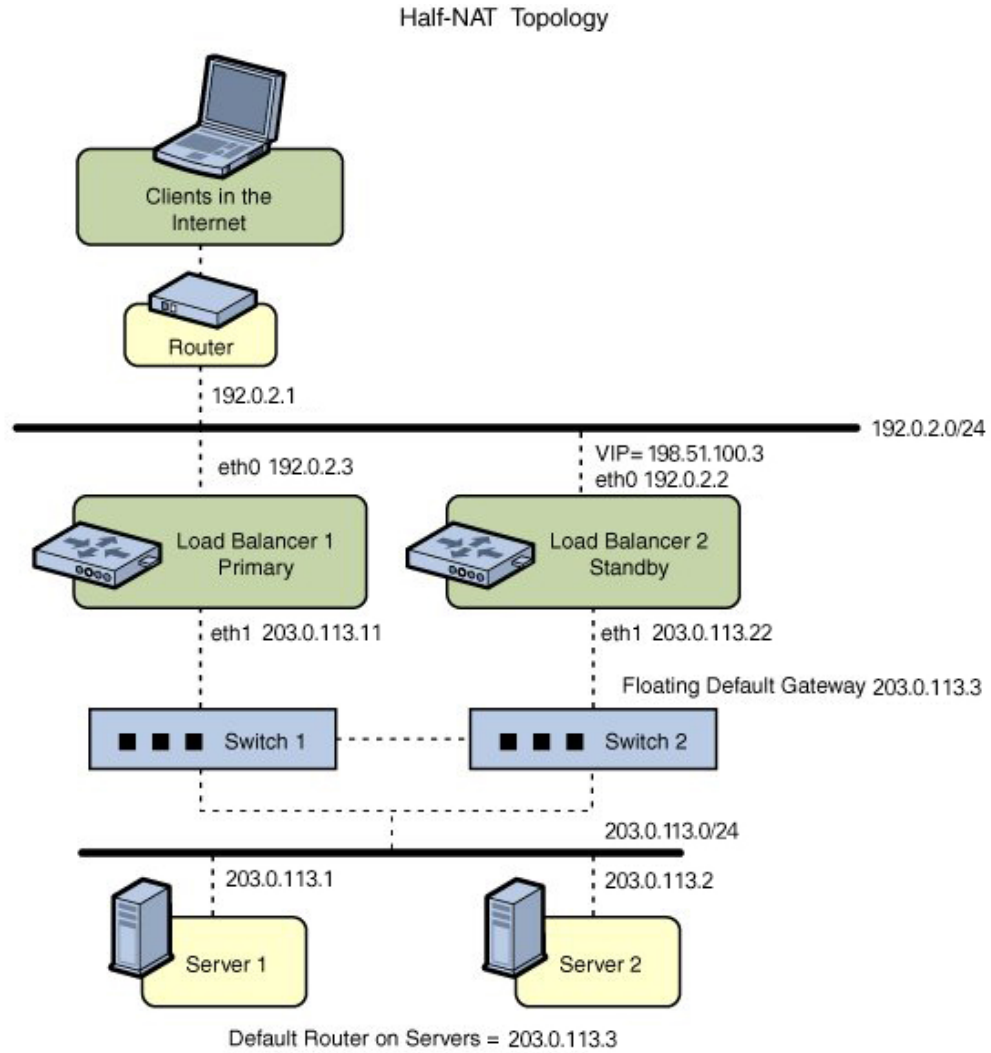 Half-NAT Topology
Clients in the
Internet
Router
192.0.2.1
192.0.2.0/24
eth0 192.0.2.3
VIP= 198.51.100.3
eth0 192.0.2.2
Load Balancer 1
Primary
Load Balancer 2
Standby
eth1 203.0.113.11
eth1 203.0.113.22
Floating Default Gateway 203.0.113.3
Switch 1
Switch 2
203.0.113.0/24
203.0.113.1
203.0.113.2
Server 1
Server 2
Default Router on Servers = 203.0.113.3